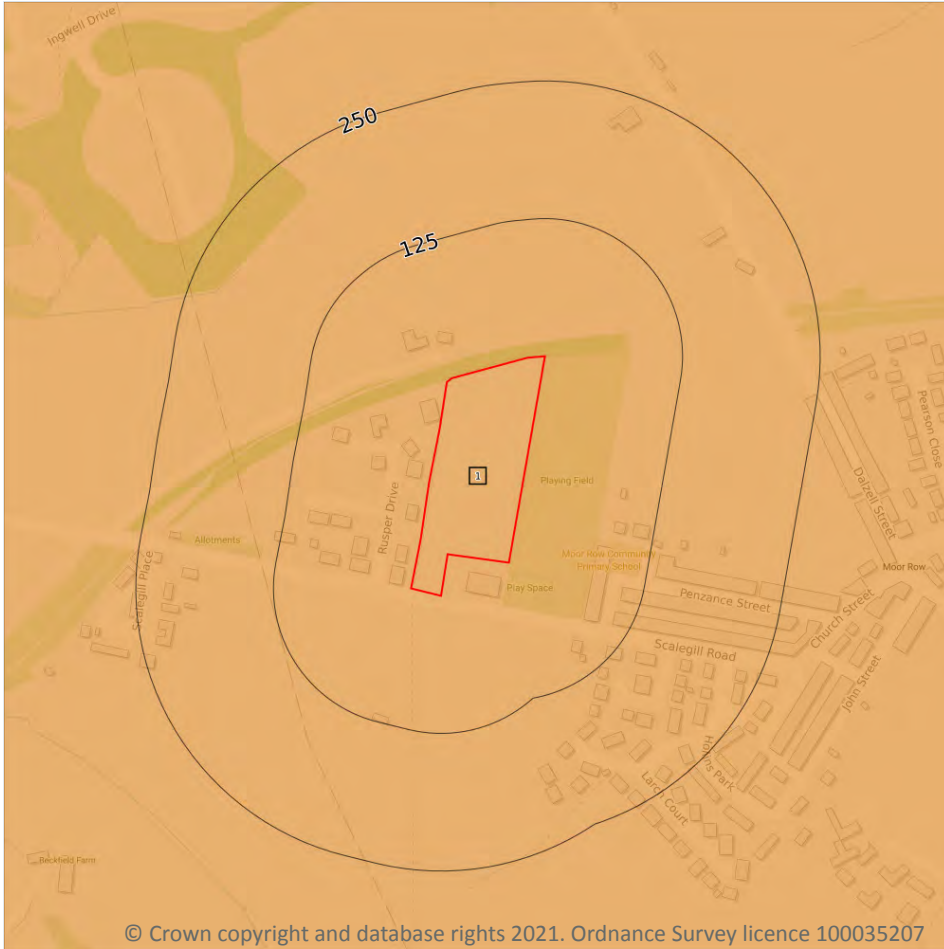 Ingwell Drive
250
125
Pearson Close
1
Playing Field
Dalzell Street
Rusper Drive
Allotments
Moor Row Community
Primary School
Moor Row
Scalegill Place
Play Space
Penzance Street
Church Street
Scalegill Road
John Street
Hollins Park
Larch Court
Beckfield Farm
© Crown copyright and database rights 2021. Ordnance Survey licence 100035207